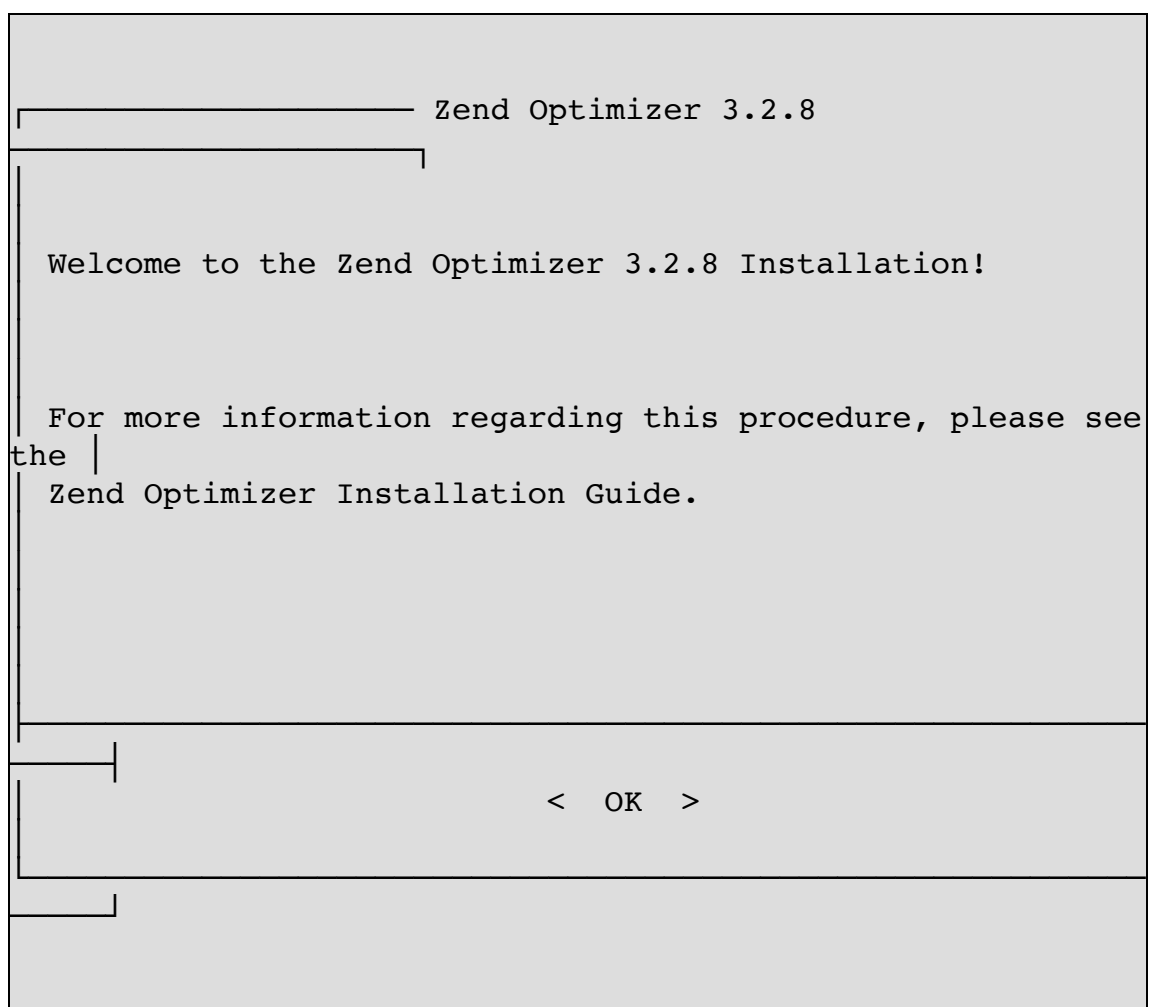 Zend Optimizer 3.2.8
Welcome to the Zend Optimizer 3.2.8 Installation!
For more information regarding this procedure, please see
the
Zend Optimizer Installation Guide.
< OK >